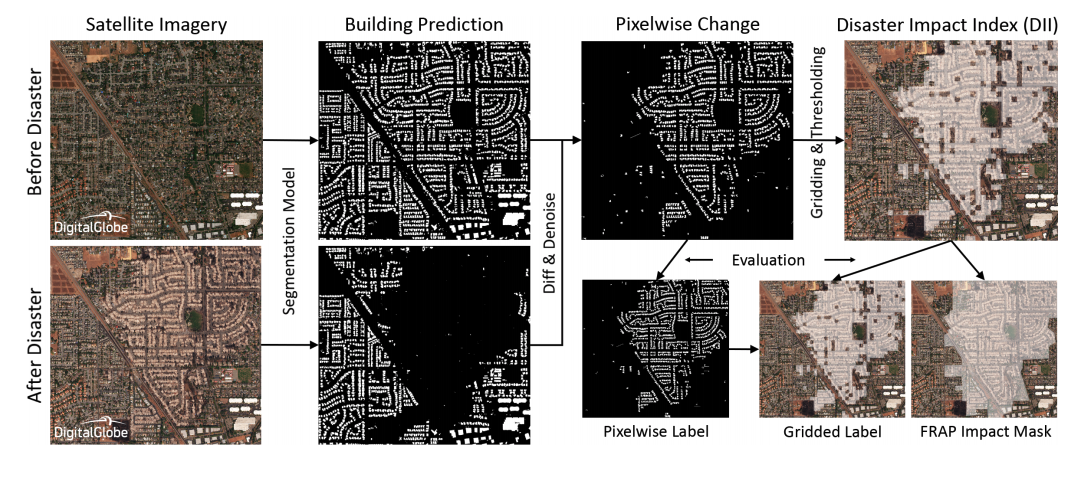 Satellite Imagery
Building Prediction
Pixelwise Change
Disaster Impact Index (DII)
Before Disaster
DigitalGlobe
Segmentation Model
Diff & Denoise
Gridding & Thresholding
Evaluation
After Disaster
DigitalGlobe
Pixelwise Label
Gridded Label
FRAP Impact Mask